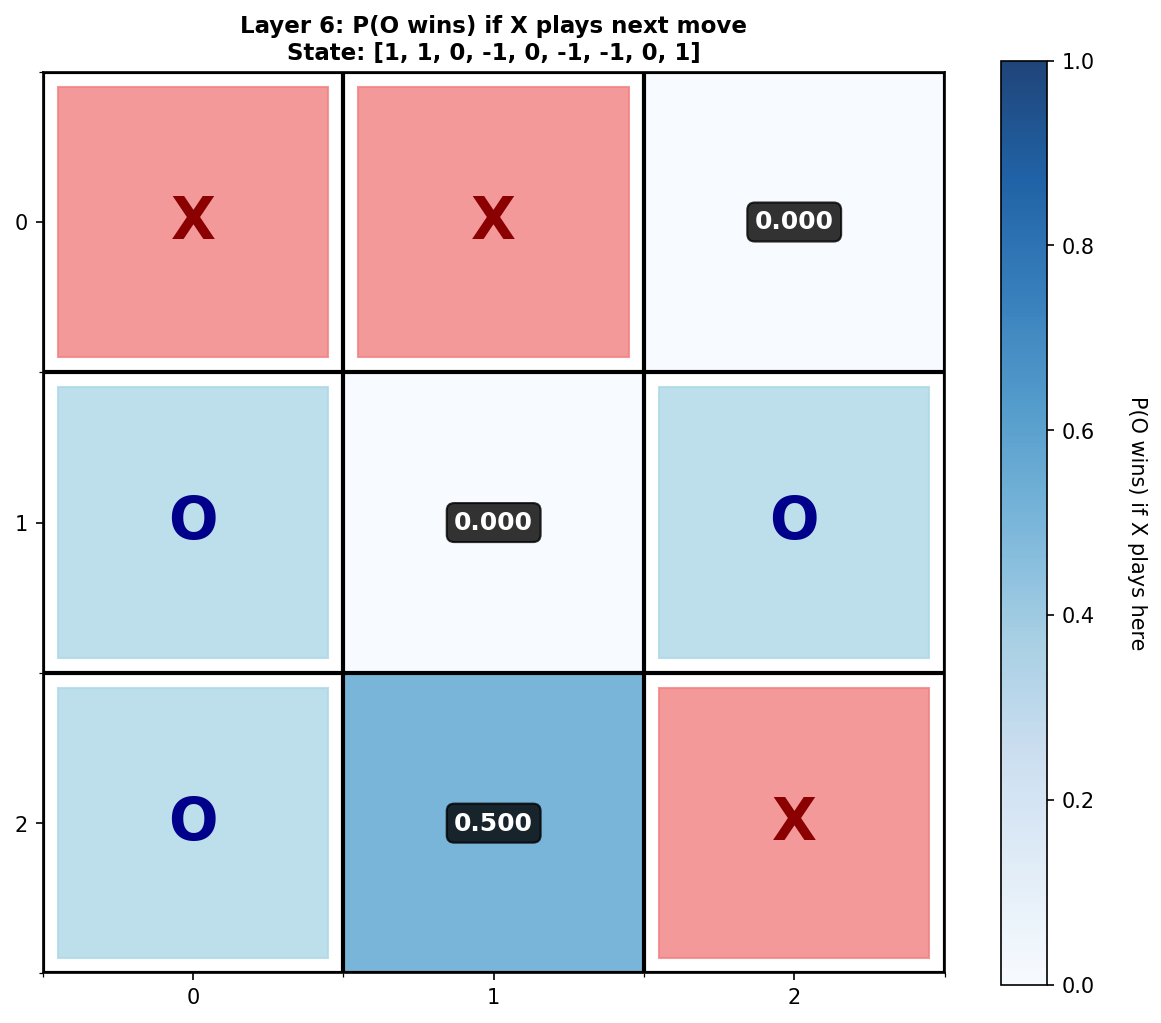 Layer 6: P(O wins) if X plays next move
State: [1, 1, 0, -1, 0, -1, -1, 0, 1]
X X 0.000
O 0.000 O
O 0.500 X
0
1
2
0 1 2
1.0
0.8
0.6
0.4
0.2
0.0
P(O wins) if X plays here